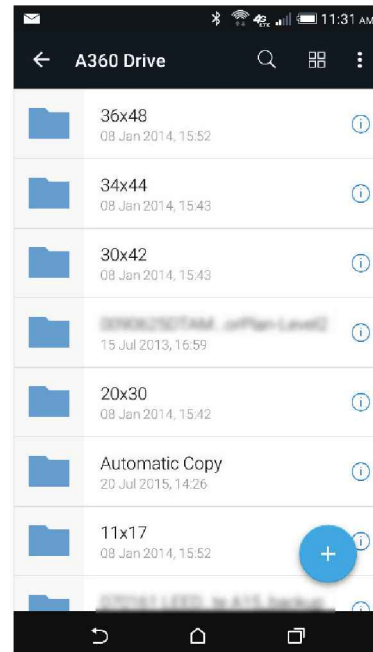 11:31 AM
A360 Drive
36x48
08 Jan 2014, 15:52
34x44
08 Jan 2014, 15:43
30x42
08 Jan 2014, 15:43
15 Jul 2013, 16:59
20x30
08 Jan 2014, 15:42
Automatic Copy
20 Jul 2015, 14:26
11x17
08 Jan 2014, 15:52